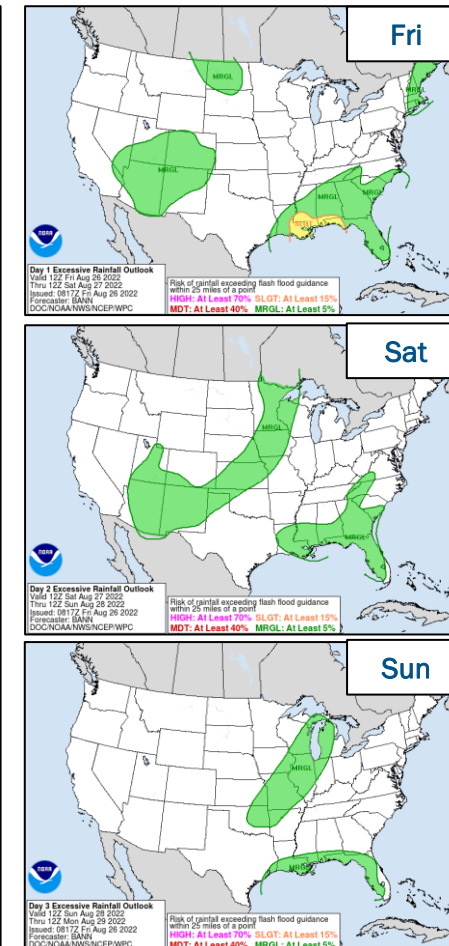 Fri
MRGL
MRGL
MRGL
MRGL
MRGL
SLGT
NOAA
Day 1 Excessive Rainfall Outlook
Valid 12Z Fri Aug 26 2022
Thru 12Z Sat Aug 27 2022
Issued: 0817Z Fri Aug 26 2022
Forecaster: BANN
DOC/NOAA/NWS/NCEP/WPC
Risk of rainfall exceeding flash flood guidance
within 25 miles of a point
HIGH: At Least 70% SLGT: At Least 15%
MDT: At Least 40% MRGL: At Least 5%
Sat
MRGL
MRGL
MRGL
NOAA
Day 2 Excessive Rainfall Outlook
Valid 12Z Sat Aug 27 2022
Thru 12Z Sun Aug 28 2022
Issued: 0817Z Fri Aug 26 2022
Forecaster: BANN
DOC/NOAA/NWS/NCEP/WPC
Risk of rainfall exceeding flash flood guidance
within 25 miles of a point
HIGH: At Least 70% SLGT: At Least 15%
MDT: At Least 40% MRGL: At Least 5%
Sun
MRGL
MRGL
NOAA
Day 3 Excessive Rainfall Outlook
Valid 12Z Sun Aug 28 2022
Thru 12Z Mon Aug 29 2022
Issued: 0817Z Fri Aug 26 2022
Forecaster: BANN
DOC/NOAA/NWS/NCEP/WPC
Risk of rainfall exceeding flash flood guidance
within 25 miles of a point
HIGH: At Least 70% SLGT: At Least 15%
MDT: At Least 40% MRGL: At Least 5%